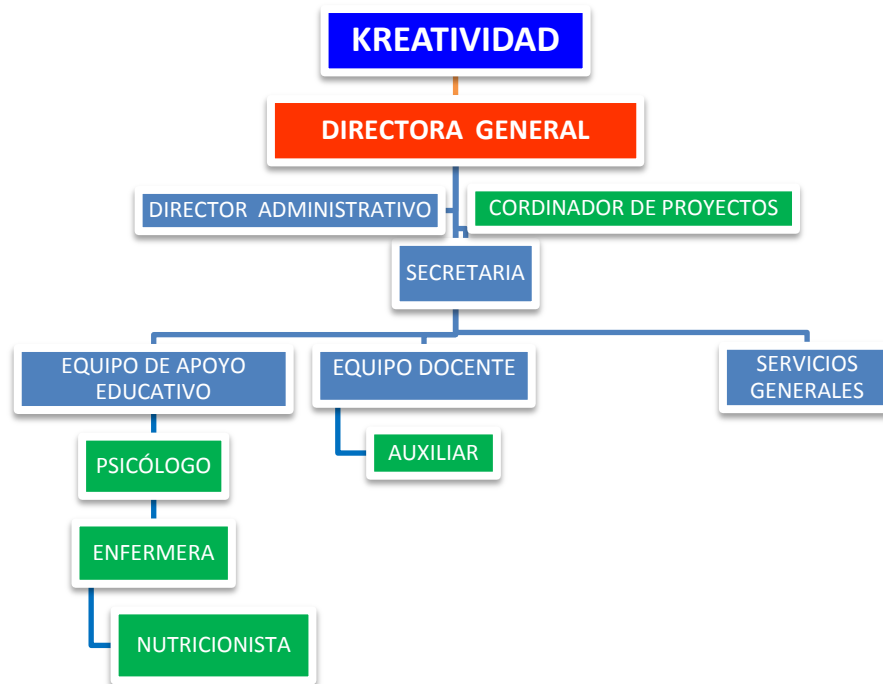 KREATIVIDAD
DIRECTORA GENERAL
DIRECTOR ADMINISTRATIVO
CORDINADOR DE PROYECTOS
SECRETARIA
EQUIPO DE APOYO
EDUCATIVO
EQUIPO DOCENTE
SERVICIOS
GENERALES
PSICÓLOGO
AUXILIAR
ENFERMERA
NUTRICIONISTA